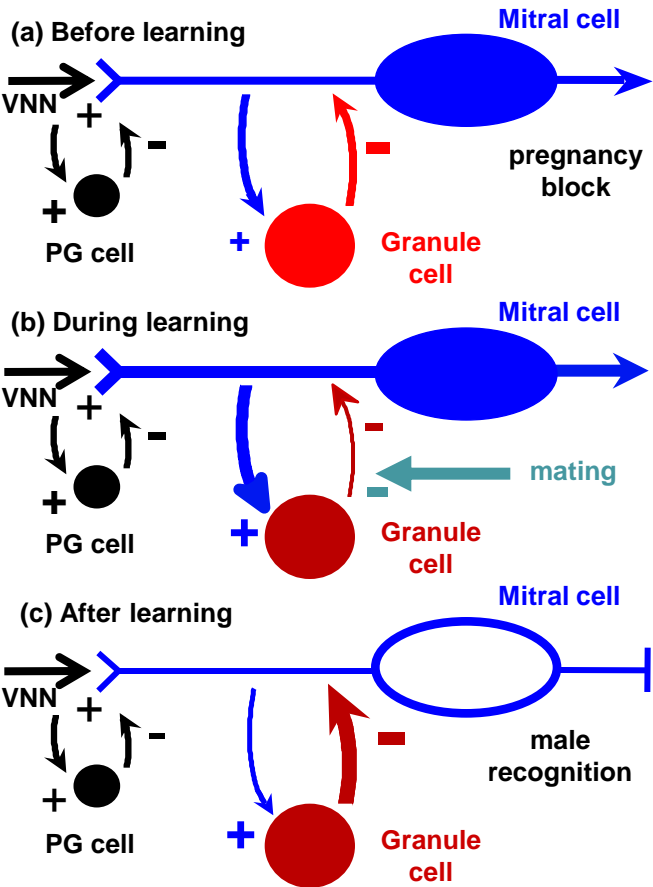 (a) Before learning
Mitral cell
VNN
+
-
+
PG cell
+
-
Granule
cell
pregnancy
block
(b) During learning
Mitral cell
VNN
+
-
+
PG cell
+
-
-
mating
Granule
cell
(c) After learning
Mitral cell
VNN
+
-
+
PG cell
+
-
Granule
cell
male
recognition